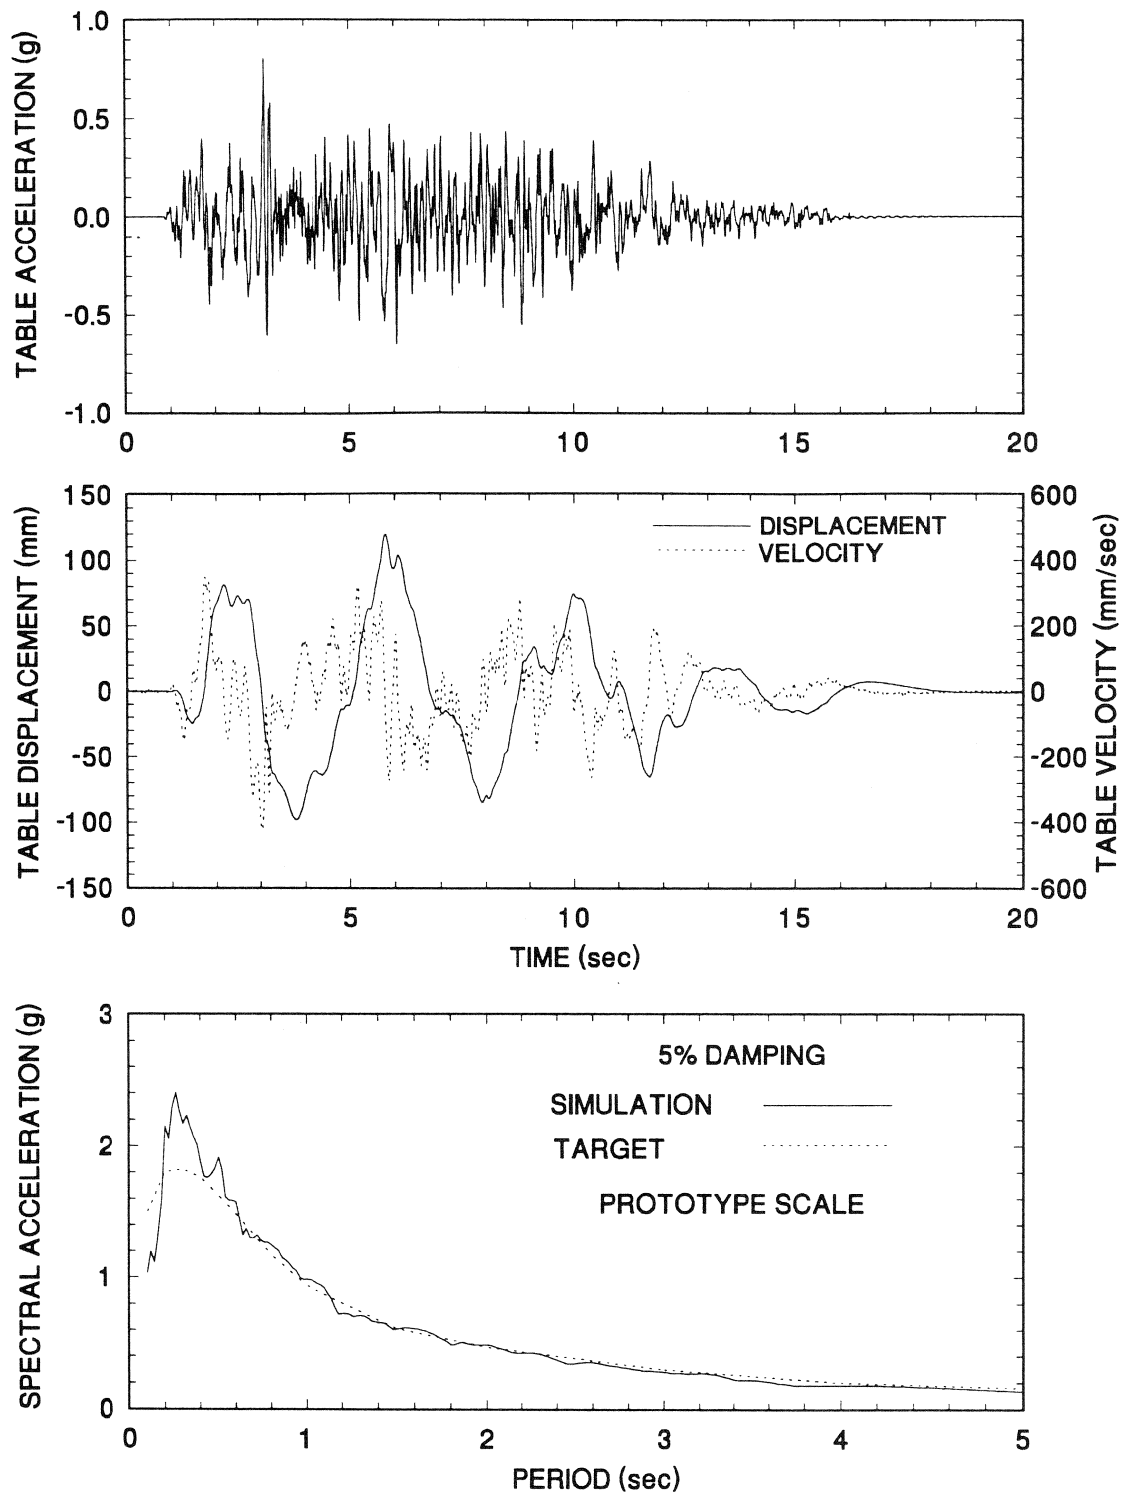 TABLE ACCELERATION (g)
1.0
0.5
0.0
-0.5
-1.0
0 5 10 15 20
TABLE DISPLACEMENT (mm)
150
100
50
0
-50
-100
-150
DISPLACEMENT
VELOCITY
600
400
200
0
-200
-400
-600
TABLE VELOCITY (mm/sec)
0 5 10 15 20
TIME (sec)
SPECTRAL ACCELERATION (g)
3
2
1
0
5% DAMPING
SIMULATION
TARGET
PROTOTYPE SCALE
0 1 2 3 4 5
PERIOD (sec)